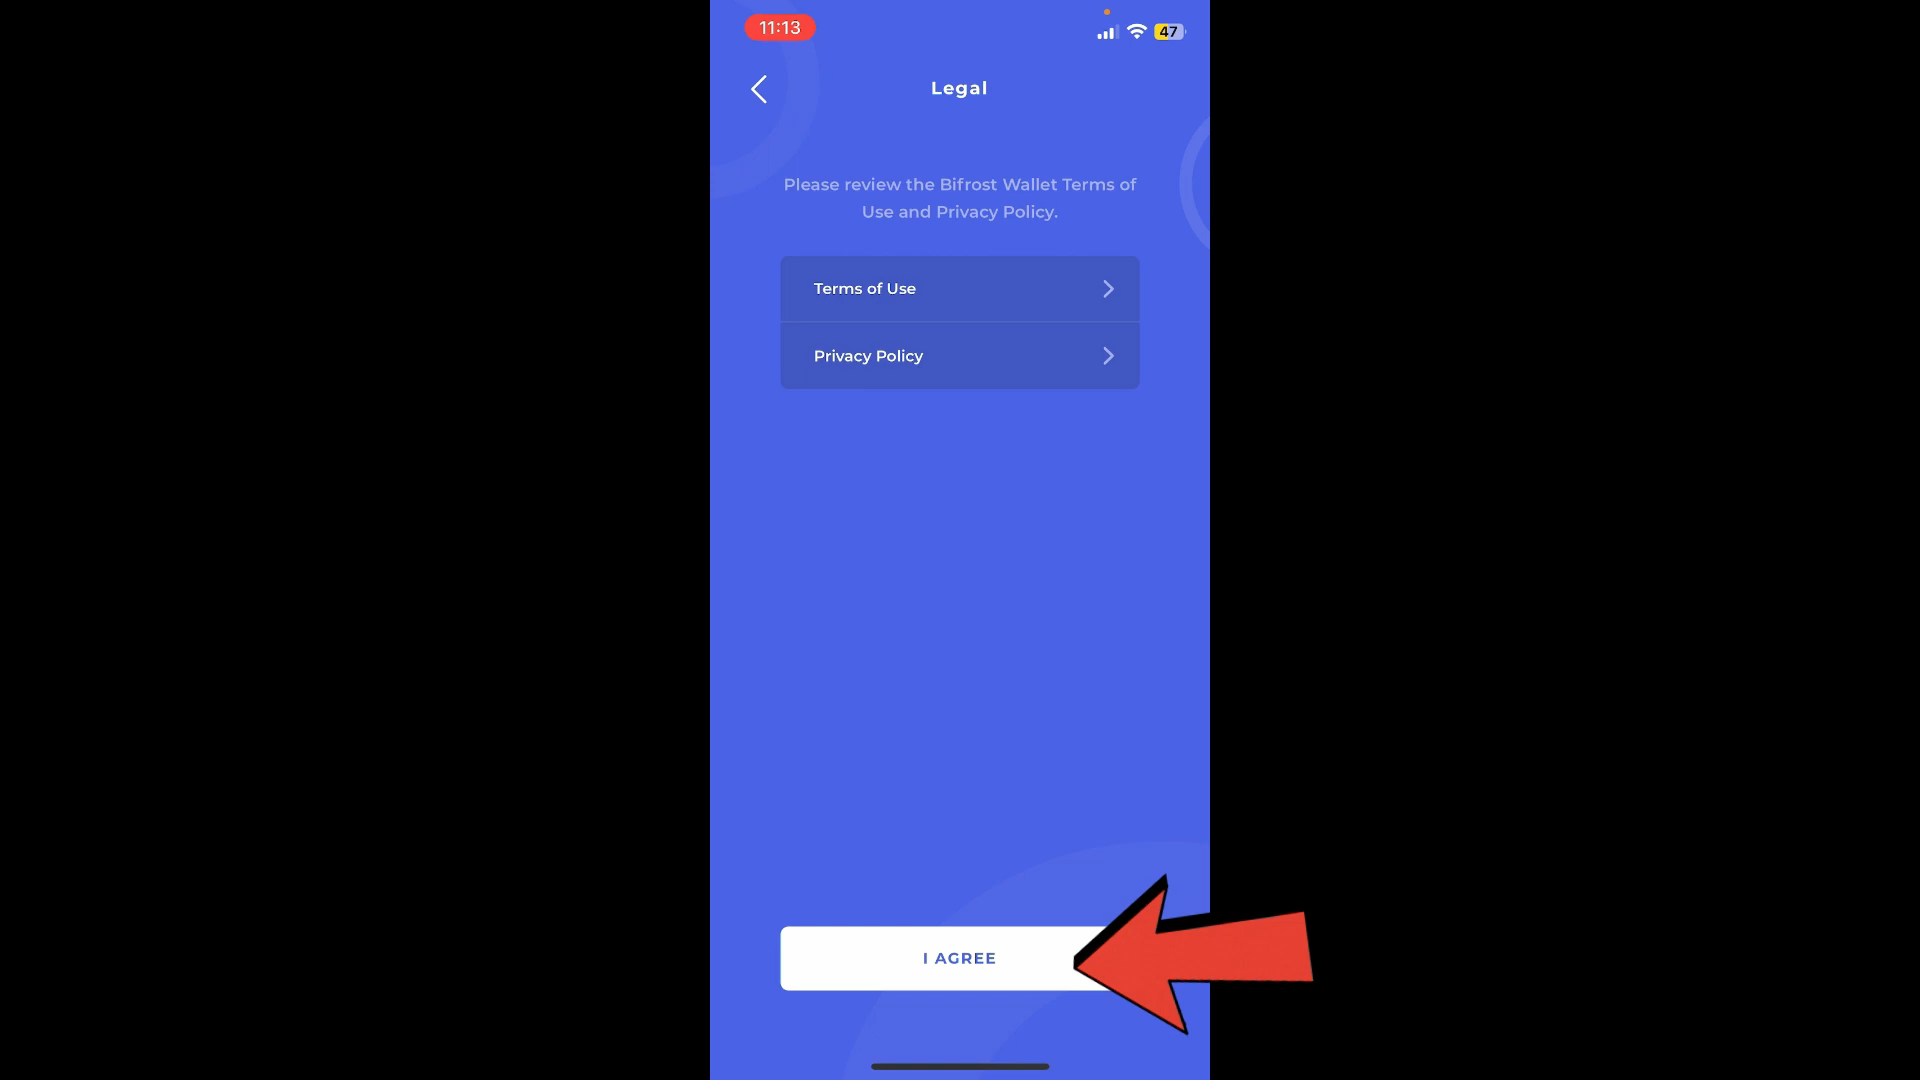 11:13
47
Legal
Please review the Bifrost Wallet Terms of
Use and Privacy Policy.
Terms of Use
Privacy Policy
I AGREE